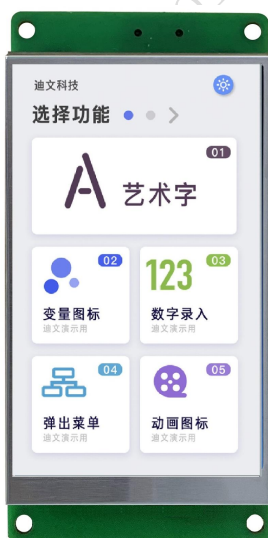 迪文科技
选择功能
01
A 艺术字
02
变量图标
迪文演示用
123 03
数字录入
迪文演示用
04
弹出菜单
迪文演示用
05
动画图标
迪文演示用